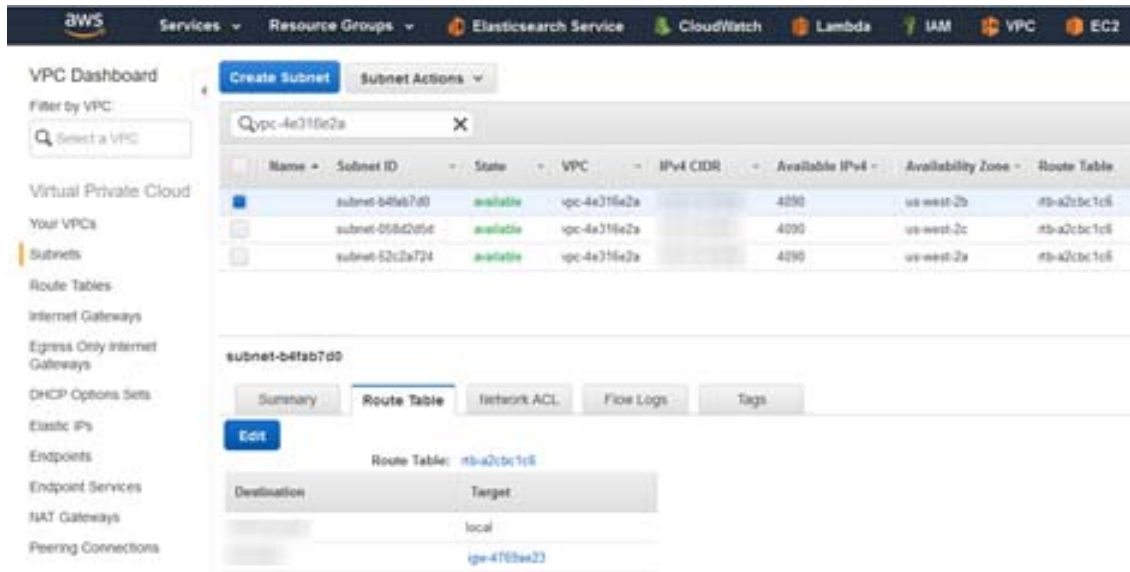 aws Services Resource Groups Elasticsearch Service CloudWatch Lambda IAM VPC EC2
VPC Dashboard
Filter by VPC:
Select a VPC
Virtual Private Cloud
Your VPCs
Subnets
Route Tables
Internet Gateways
Egress Only Internet
Gateways
DHCP Options Sets
Elastic IPs
Endpoints
Endpoint Services
NAT Gateways
Peering Connections
Create Subnet Subnet Actions
vpc-4e316e2a
Name Subnet ID State VPC IPv4 CIDR Available IPv4 Availability Zone Route Table
subnet-b4fab7d0 available vpc-4e316e2a 4090 us-west-2b rtb-a2cbc1c6
subnet-058d2d5d available vpc-4e316e2a 4090 us-west-2c rtb-a2cbc1c6
subnet-52c2a724 available vpc-4e316e2a 4090 us-west-2a rtb-a2cbc1c6
subnet-b4fab7d0
Summary Route Table Network ACL Flow Logs Tags
Edit
Route Table: rtb-a2cbc1c6
Destination Target
local
igw-4769ae23